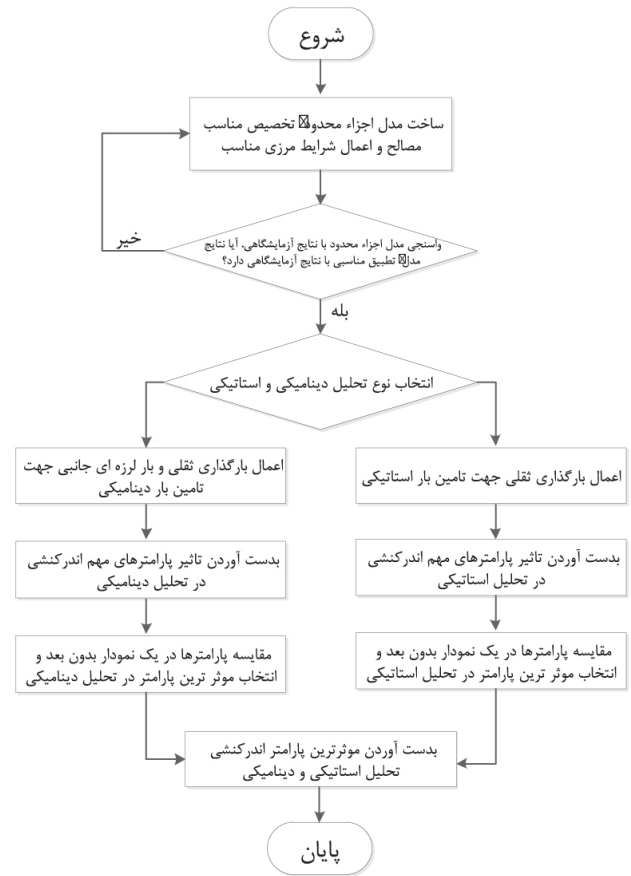 شروع
ساخت مدل اجزاء محدود تخصیص مناسب
مصالح و اعمال شرایط مرزی مناسب
واسنجی مدل اجزاء محدود با نتایج آزمایشگاهی. آیا نتایج
مدل تطبیق مناسبی با نتایج آزمایشگاهی دارد؟
خیر
بله
انتخاب نوع تحلیل دینامیکی و استاتیکی
اعمال بارگذاری ثقلی جهت تامین بار استاتیکی
بدست آوردن تاثیر پارامترهای مهم اندرکنشی
در تحلیل استاتیکی
مقایسه پارامترها در یک نمودار بدون بعد و
انتخاب موثر ترین پارامتر در تحلیل استاتیکی
اعمال بارگذاری ثقلی و بار لرزه ای جانبی جهت
تامین بار دینامیکی
بدست آوردن تاثیر پارامترهای مهم اندرکنشی
در تحلیل دینامیکی
مقایسه پارامترها در یک نمودار بدون بعد و
انتخاب موثر ترین پارامتر در تحلیل دینامیکی
بدست آوردن موثرترین پارامتر اندرکنشی
تحلیل استاتیکی و دینامیکی
پایان